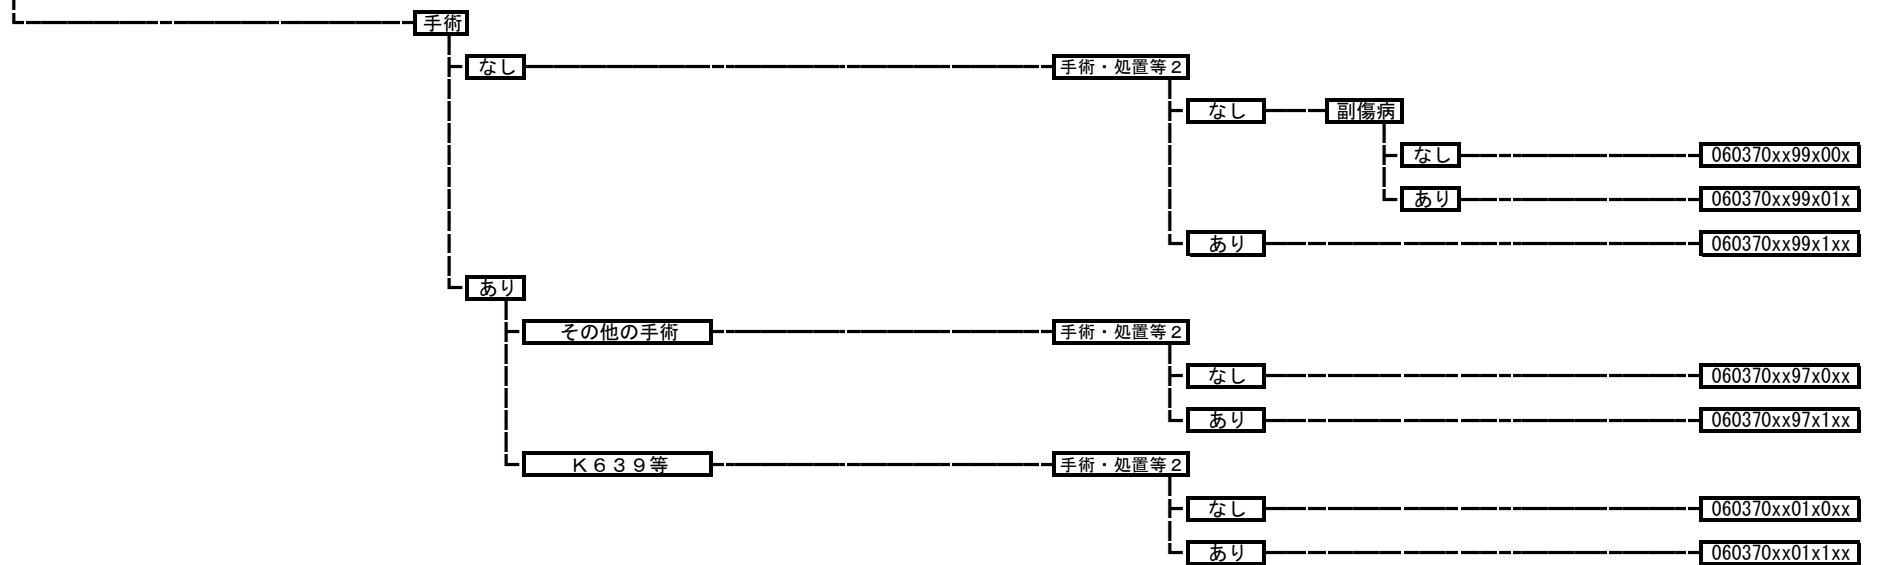 手術
なし 手術・処置等２
なし 副傷病
なし 060370xx99x00x
あり 060370xx99x01x
あり 060370xx99x1xx
あり
その他の手術 手術・処置等２
なし 060370xx97x0xx
あり 060370xx97x1xx
Ｋ６３９等 手術・処置等２
なし 060370xx01x0xx
あり 060370xx01x1xx